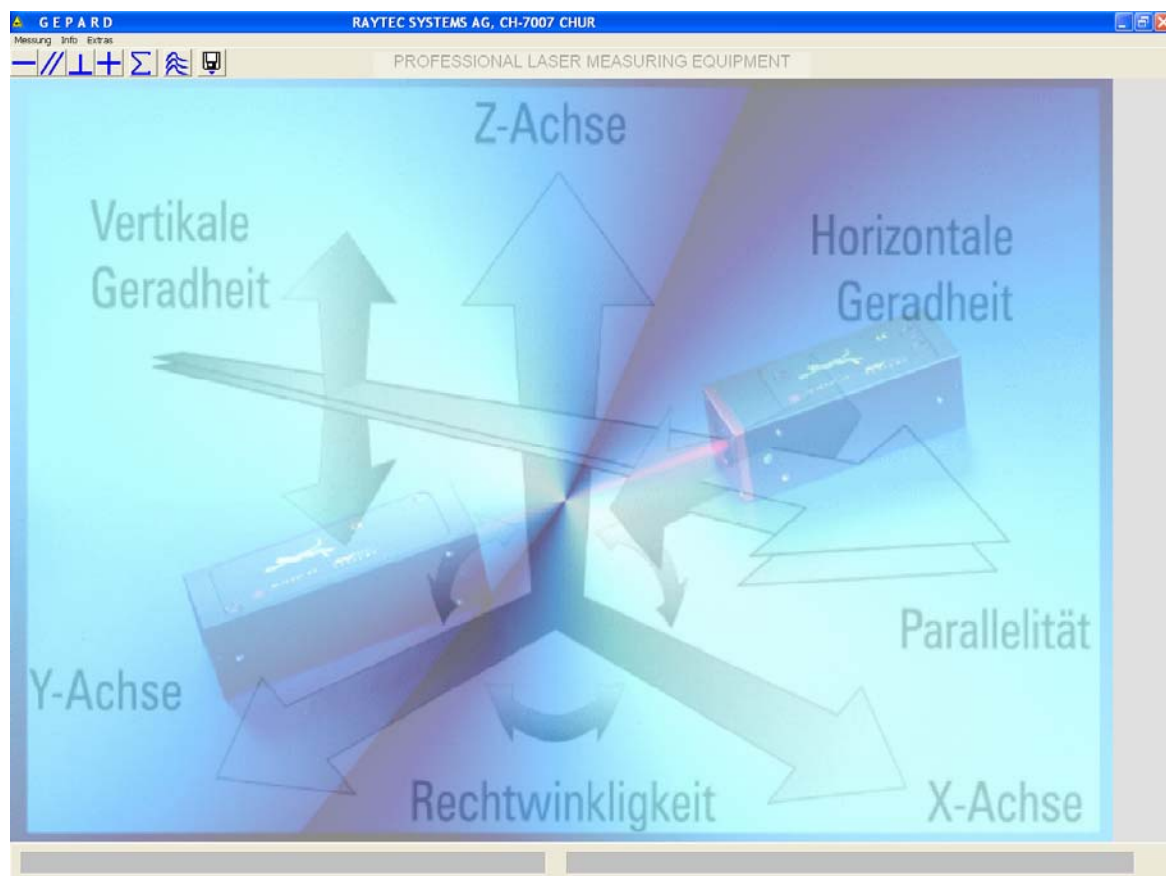 GEPARD RAYTEC SYSTEMS AG, CH-7007 CHUR
Messung Info Extras
PROFESSIONAL LASER MEASURING EQUIPMENT
Z-Achse
Vertikale
Geradheit
Horizontale
Geradheit
Parallelität
Y-Achse
Rechtwinkligkeit
X-Achse